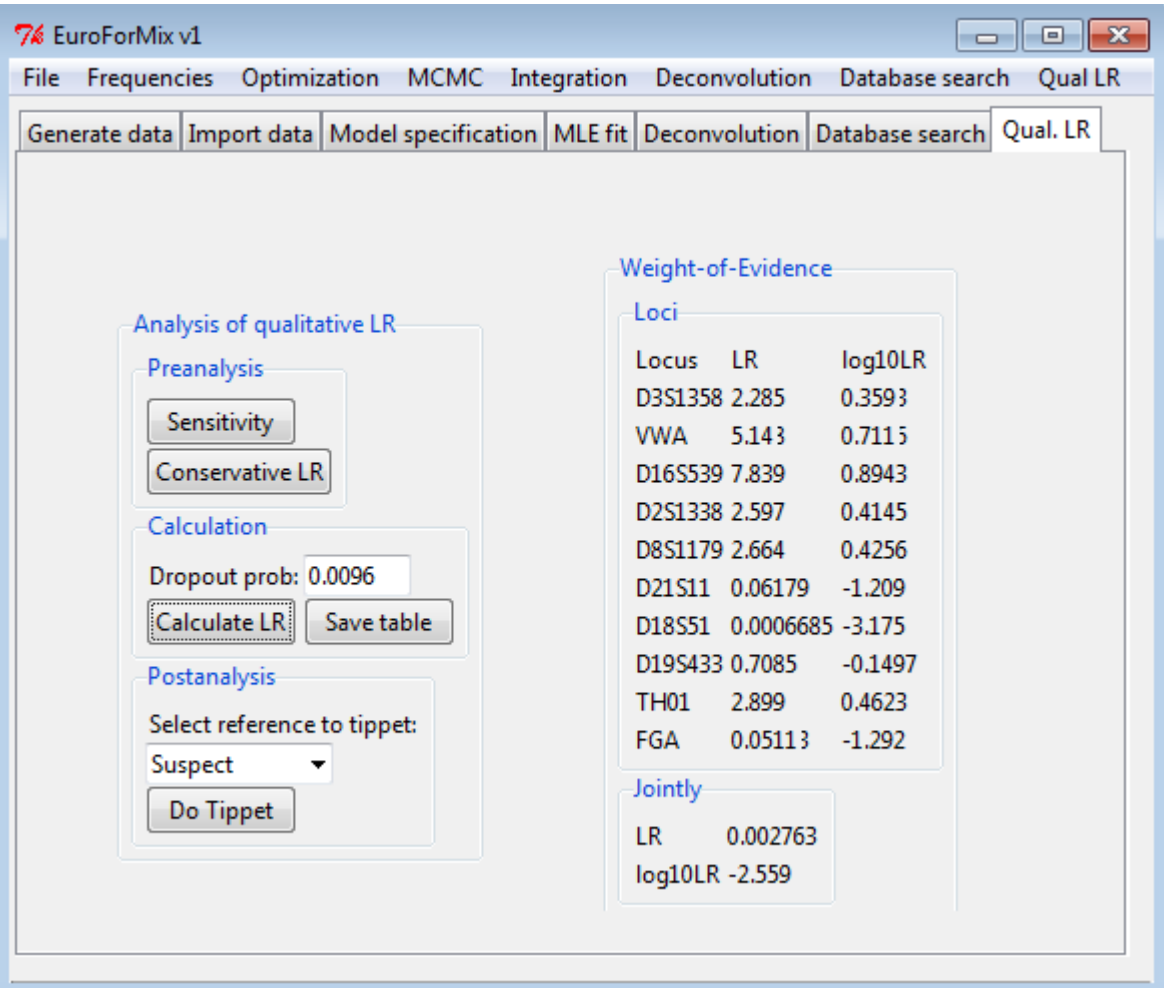 EuroForMix v1
File Frequencies Optimization MCMC Integration Deconvolution Database search Qual LR
Generate data Import data Model specification MLE fit Deconvolution Database search Qual. LR
Analysis of qualitative LR
Preanalysis
Sensitivity
Conservative LR
Calculation
Dropout prob: 0.0096
Calculate LR Save table
Postanalysis
Select reference to tippet:
Suspect
Do Tippet
Weight-of-Evidence
Loci
Locus LR log10LR
D3S1358 2.285 0.3593
VWA 5.143 0.7115
D16S539 7.839 0.8943
D2S1338 2.597 0.4145
D8S1179 2.664 0.4256
D21S11 0.06179 -1.209
D18S51 0.0006685 -3.175
D19S433 0.7085 -0.1497
TH01 2.899 0.4623
FGA 0.05113 -1.292
Jointly
LR 0.002763
log10LR -2.559